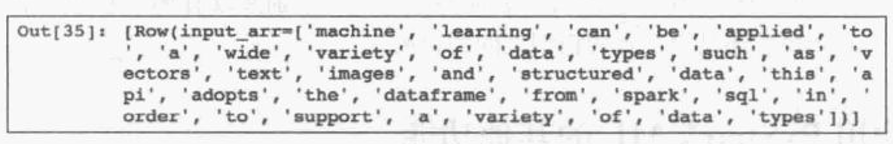 Out[35]: [Row(input_arr=['machine', 'learning', 'can', 'be', 'applied', 'to
', 'a', 'wide', 'variety', 'of', 'data', 'types', 'such', 'as', 'v
ectors', 'text', 'images', 'and', 'structured', 'data', 'this', 'a
pi', 'adopts', 'the', 'dataframe', 'from', 'spark', 'sql', 'in', '
order', 'to', 'support', 'a', 'variety', 'of', 'data', 'types'])]